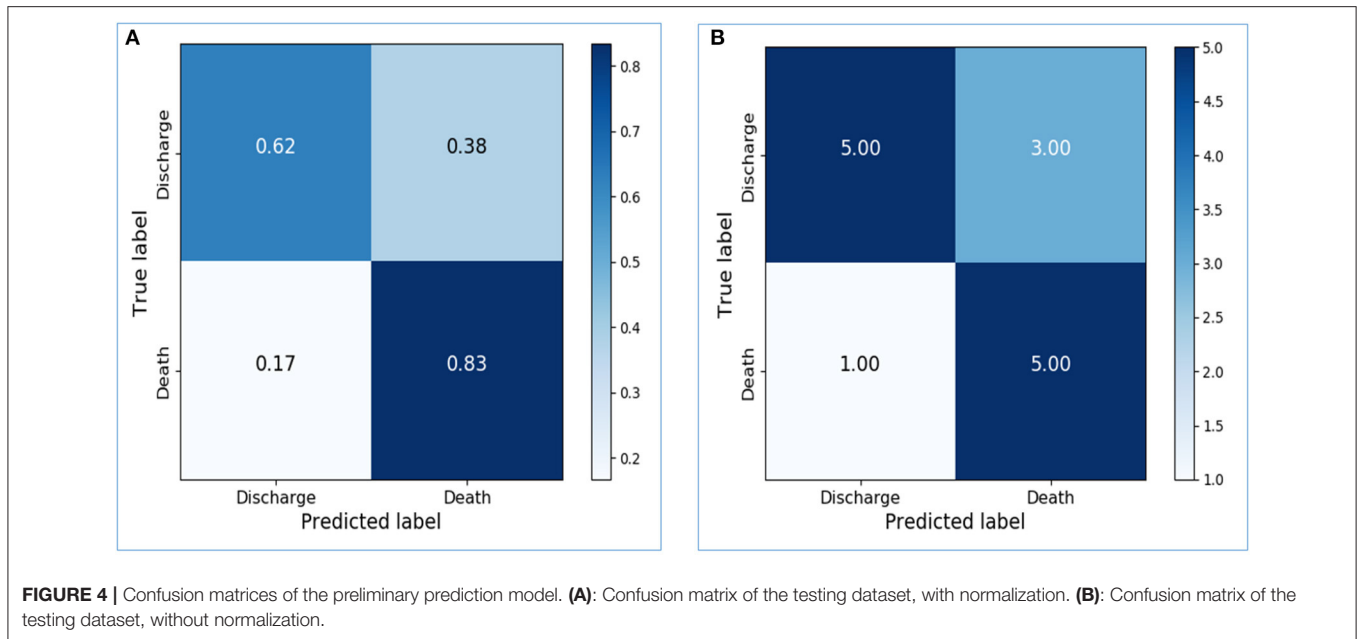 A
0.62
0.38
0.17
0.83
Discharge
Death
True label
Discharge
Death
Predicted label
0.8
0.7
0.6
0.5
0.4
0.3
0.2
B
5.00
3.00
1.00
5.00
Discharge
Death
True label
Discharge
Death
Predicted label
5.0
4.5
4.0
3.5
3.0
2.5
2.0
1.5
1.0
FIGURE 4 | Confusion matrices of the preliminary prediction model. (A): Confusion matrix of the testing dataset, with normalization. (B): Confusion matrix of the
testing dataset, without normalization.